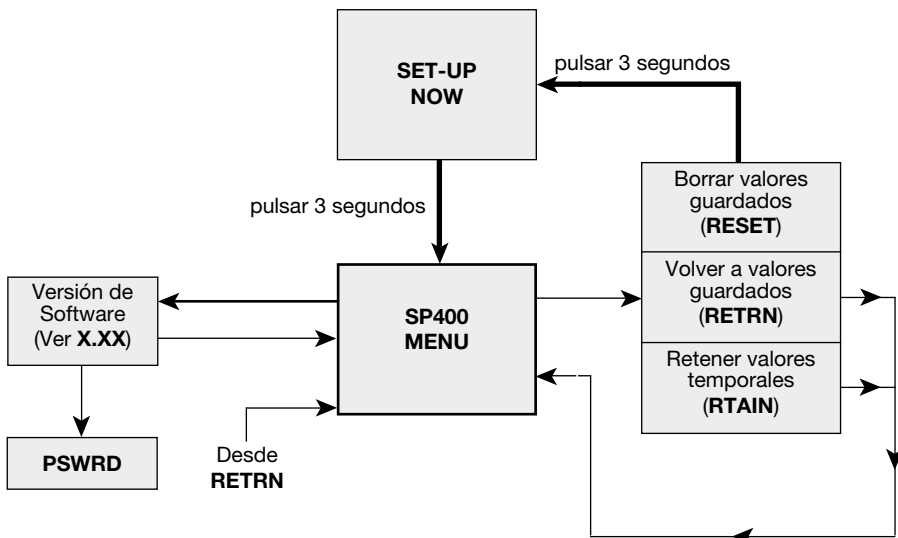 SET-UP
NOW
pulsar 3 segundos
pulsar 3 segundos
Borrar valores
guardados
(RESET)
Volver a valores
guardados
(RETRN)
Retener valores
temporales
(RTAIN)
SP400
MENU
Versión de
Software
(Ver X.XX)
PSWRD
Desde
RETRN